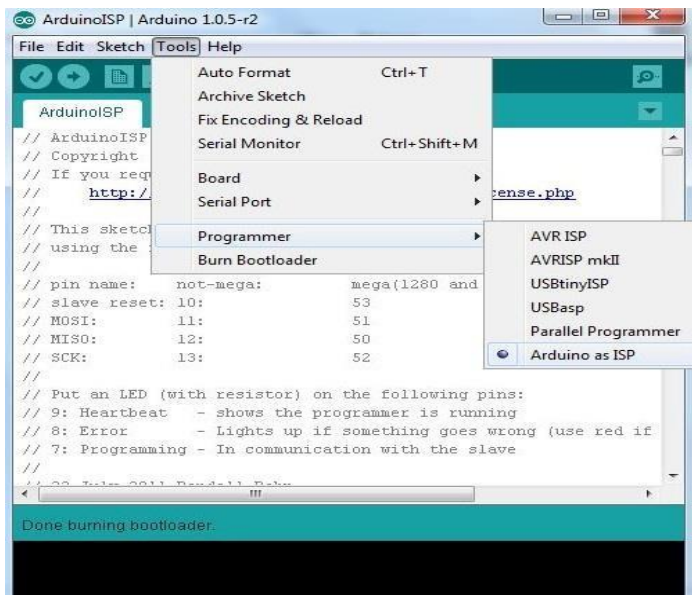 ArduinoISP | Arduino 1.0.5-r2
File Edit Sketch Tools Help
Auto Format Ctrl+T
Archive Sketch
Fix Encoding & Reload
Serial Monitor Ctrl+Shift+M
Board
Serial Port
Programmer
Burn Bootloader
AVR ISP
AVRISP mkII
USBtinyISP
USBasp
Parallel Programmer
Arduino as ISP
ArduinoISP
// ArduinoISP
// Copyright
// If you requ
// http:/ cense.php
//
// This sketc
// using the
//
// pin name: not-mega: mega(1280 and
// slave reset: 10: 53
// MOSI: 11: 51
// MISO: 12: 50
// SCK: 13: 52
//
// Put an LED (with resistor) on the following pins:
// 9: Heartbeat - shows the programmer is running
// 8: Error - Lights up if something goes wrong (use red if
// 7: Programming - In communication with the slave
//
Done burning bootloader.